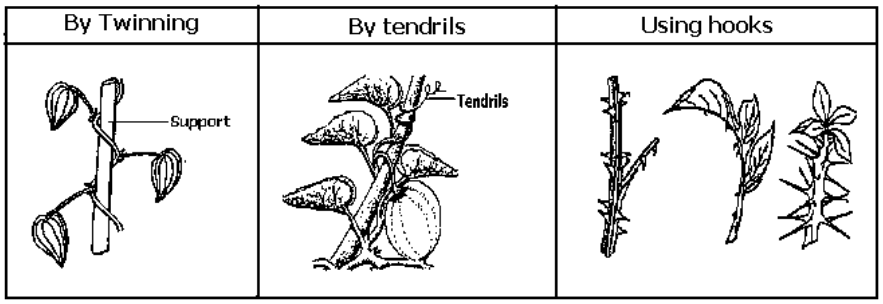 By Twinning
By tendrils
Using hooks
Support
Tendrils